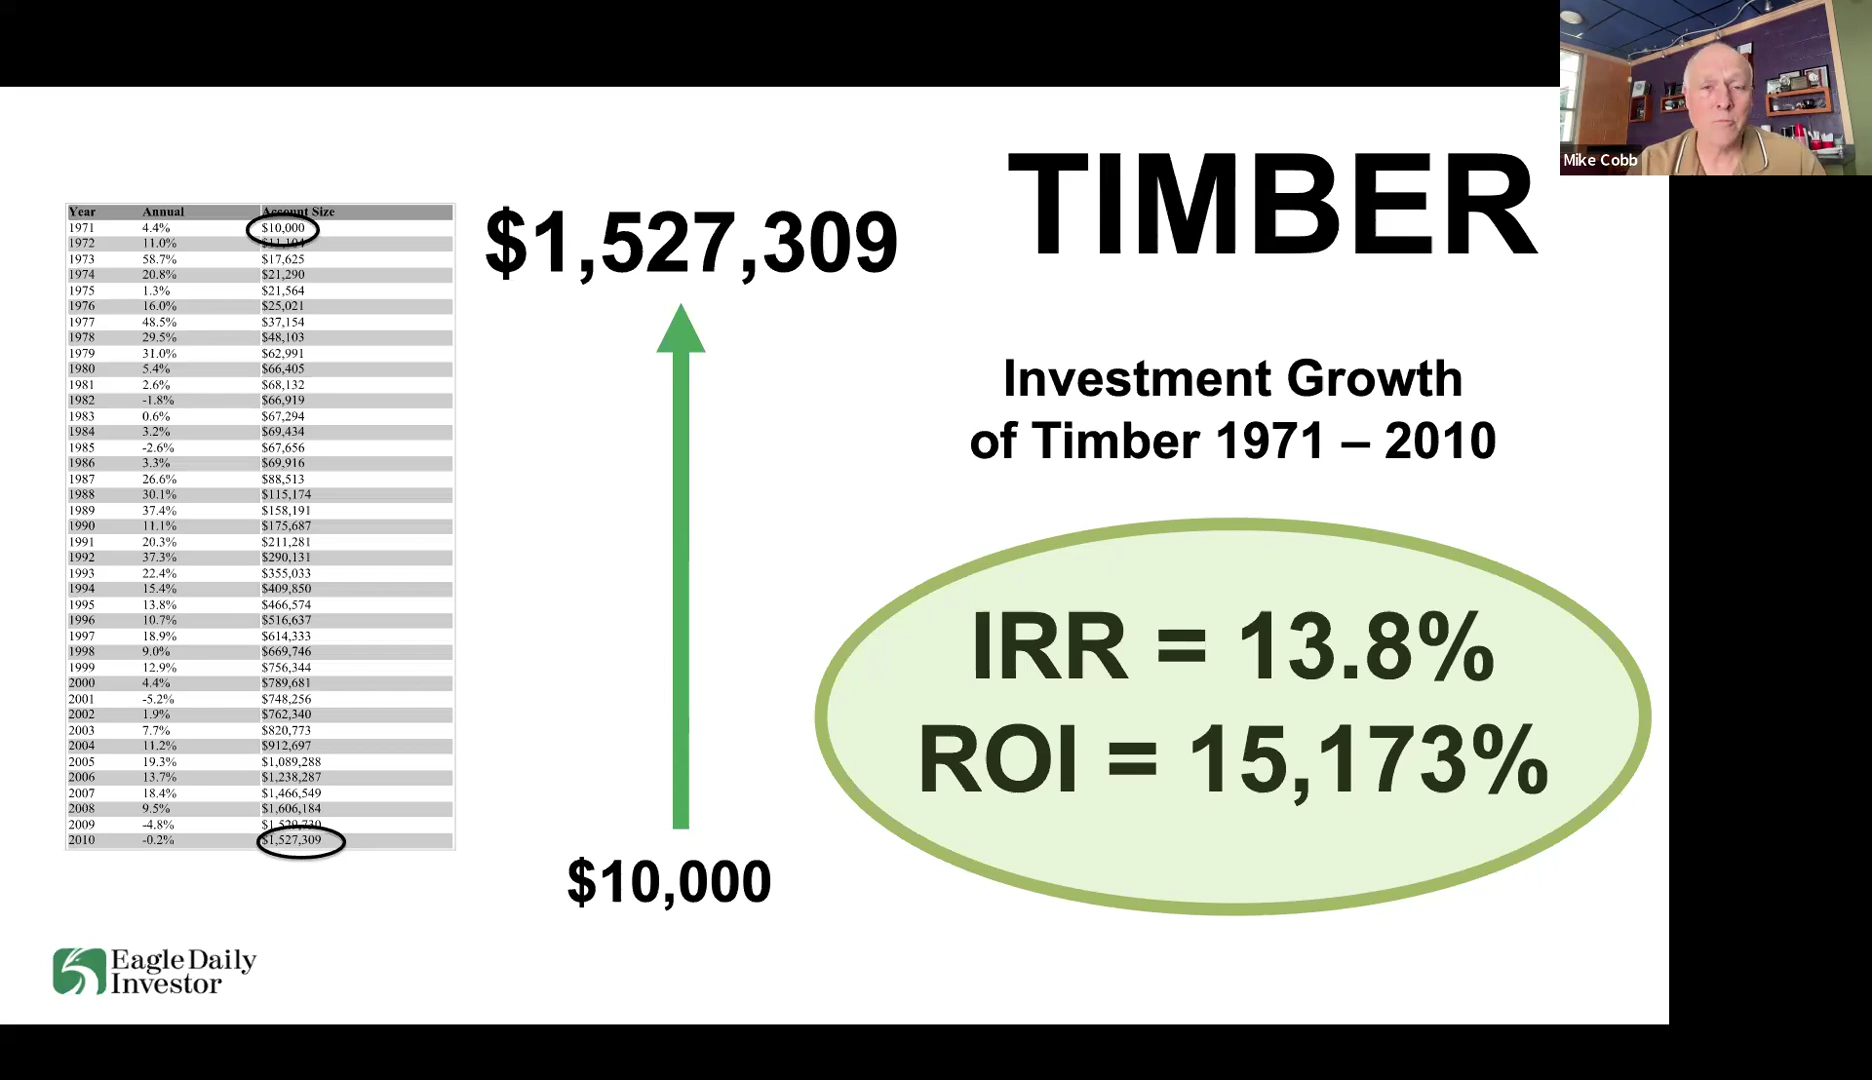 Mike Cobb
TIMBER
Year Annual Account Size
1971 4.4% $10,000
1972 11.0% $11,104
1973 58.7% $17,625
1974 20.8% $21,290
1975 1.3% $21,564
1976 16.0% $25,021
1977 48.5% $37,154
1978 29.5% $48,103
1979 31.0% $62,991
1980 5.4% $66,405
1981 2.6% $68,132
1982 -1.8% $66,919
1983 0.6% $67,294
1984 3.2% $69,434
1985 -2.6% $67,656
1986 3.3% $69,916
1987 26.6% $88,513
1988 30.1% $115,174
1989 37.4% $158,191
1990 11.1% $175,687
1991 20.3% $211,281
1992 37.3% $290,131
1993 22.4% $355,033
1994 15.4% $409,850
1995 13.8% $466,574
1996 10.7% $516,637
1997 18.9% $614,333
1998 9.0% $669,746
1999 12.9% $756,344
2000 4.4% $789,681
2001 -5.2% $748,256
2002 1.9% $762,340
2003 7.7% $820,773
2004 11.2% $912,697
2005 19.3% $1,089,288
2006 13.7% $1,238,287
2007 18.4% $1,466,549
2008 9.5% $1,606,184
2009 -4.8% $1,529,730
2010 -0.2% $1,527,309
$1,527,309
$10,000
Investment Growth
of Timber 1971 – 2010
IRR = 13.8%
ROI = 15,173%
Eagle Daily
Investor